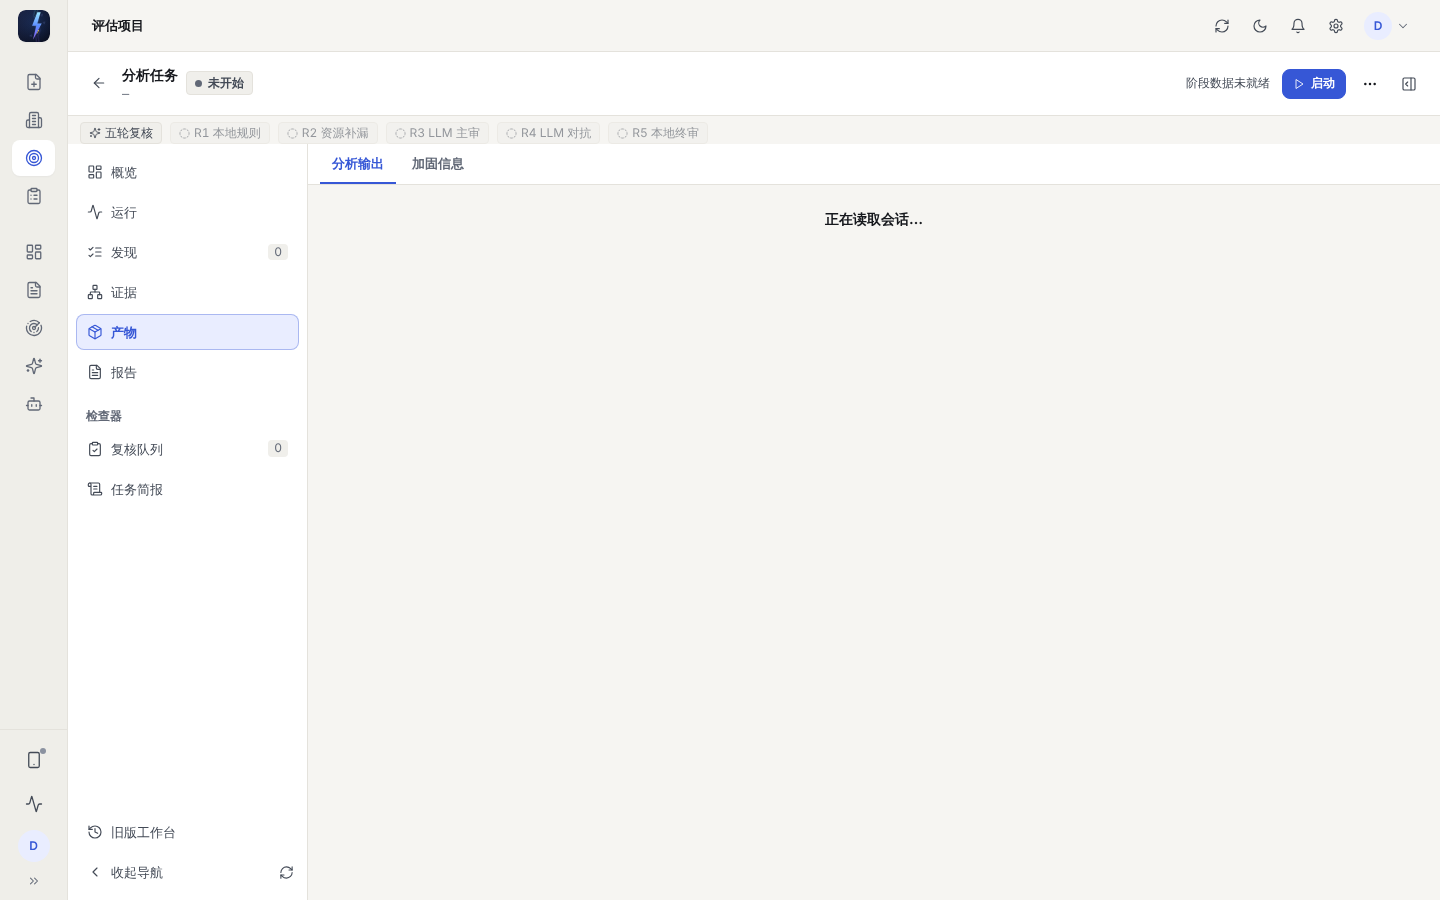 评估项目
D
分析任务
未开始
—
阶段数据未就绪
启动
五轮复核
R1 本地规则
R2 资源补漏
R3 LLM 主审
R4 LLM 对抗
R5 本地终审
概览
运行
发现
0
证据
产物
报告
检查器
复核队列
0
任务简报
分析输出
加固信息
正在读取会话...
旧版工作台
收起导航
D